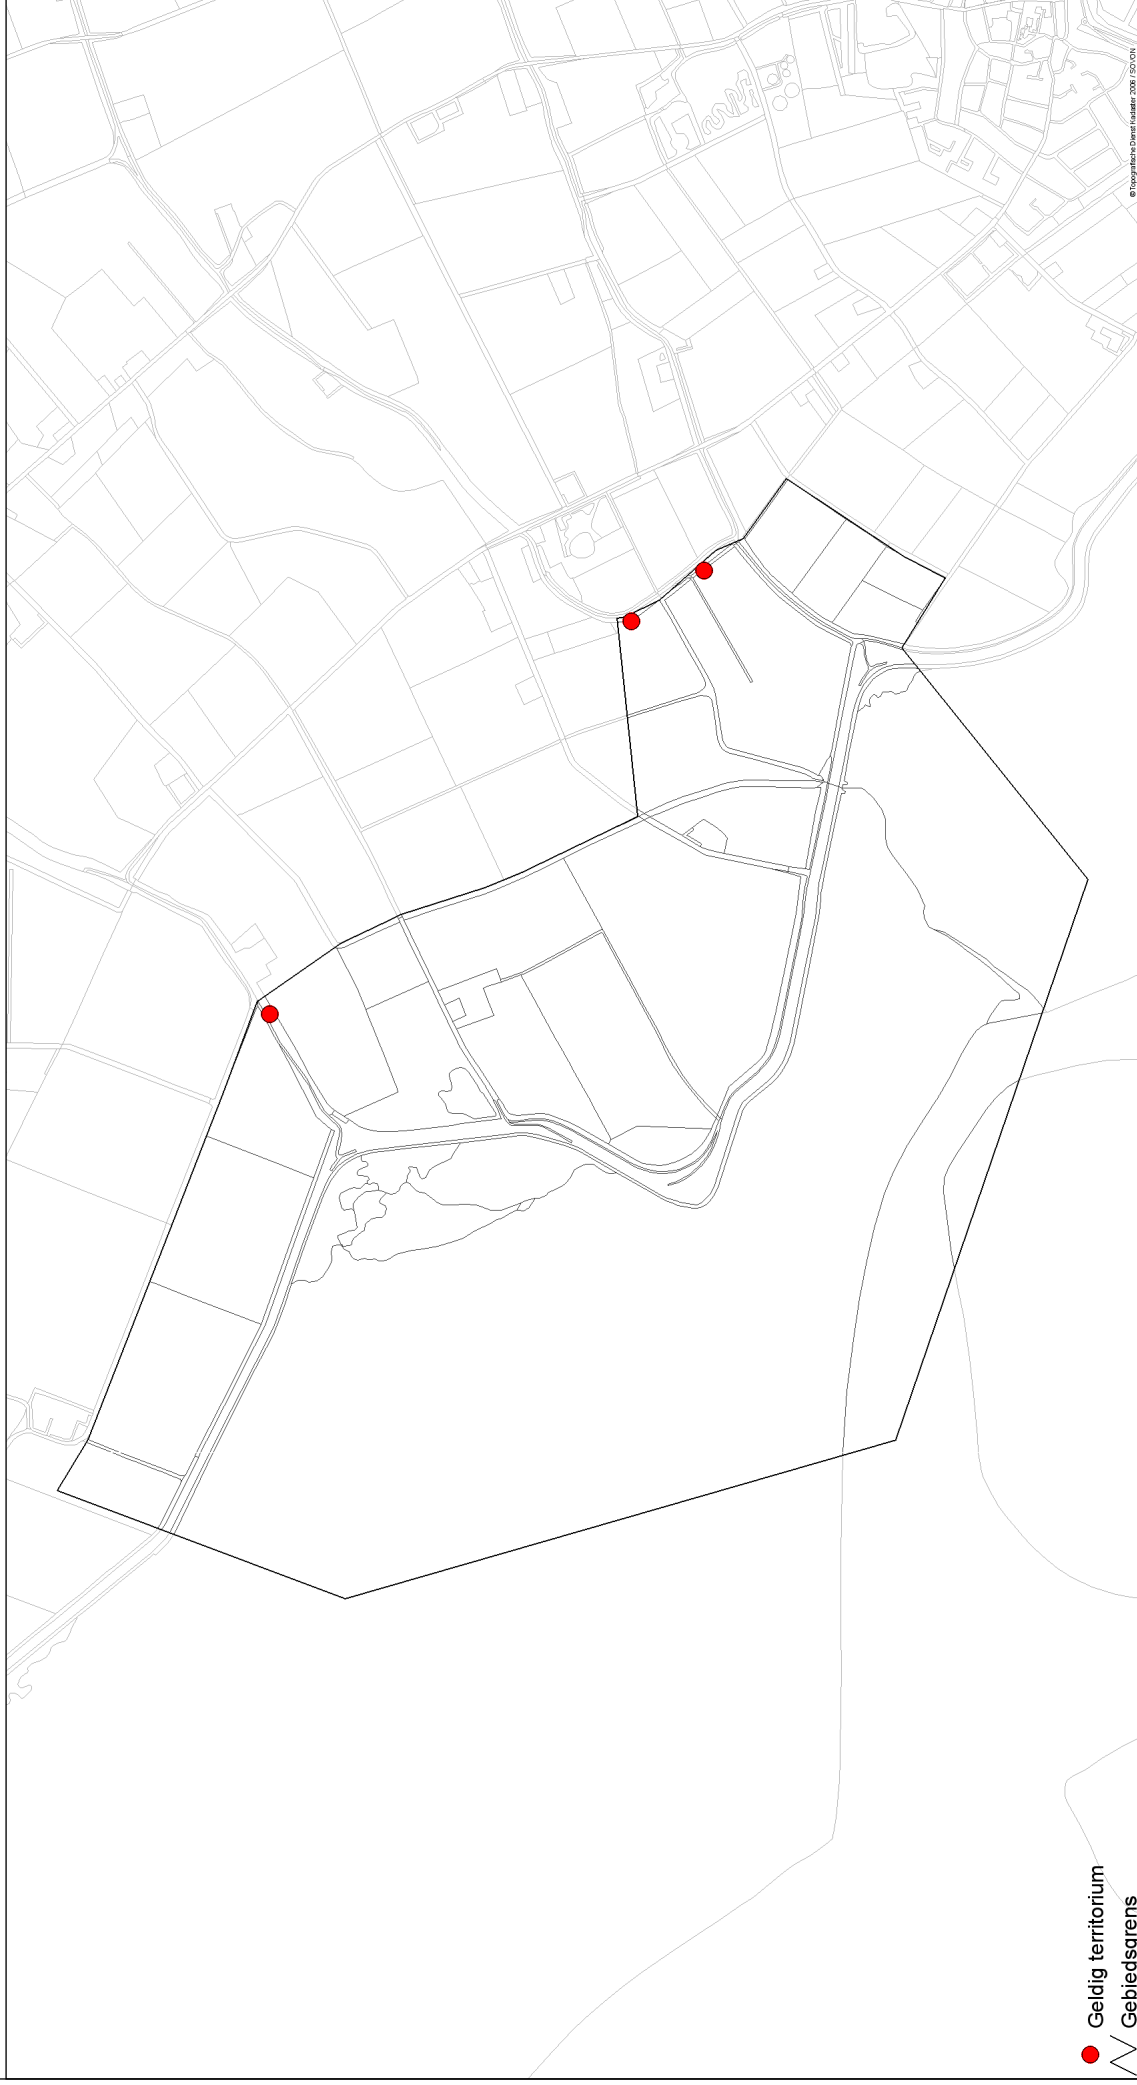 © Topografische Dienst Kadaster 2006 / SOVON
Geldig territorium
Gebiedsgrens